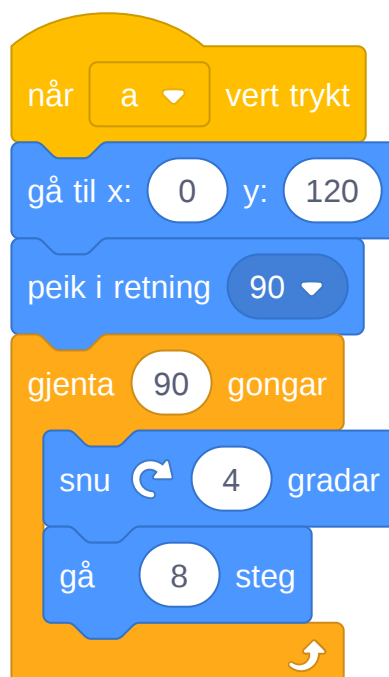 når a vert trykt
gå til x: 0 y: 120
peik i retning 90
gjenta 90 gongar
snu 4 gradar
gå 8 steg